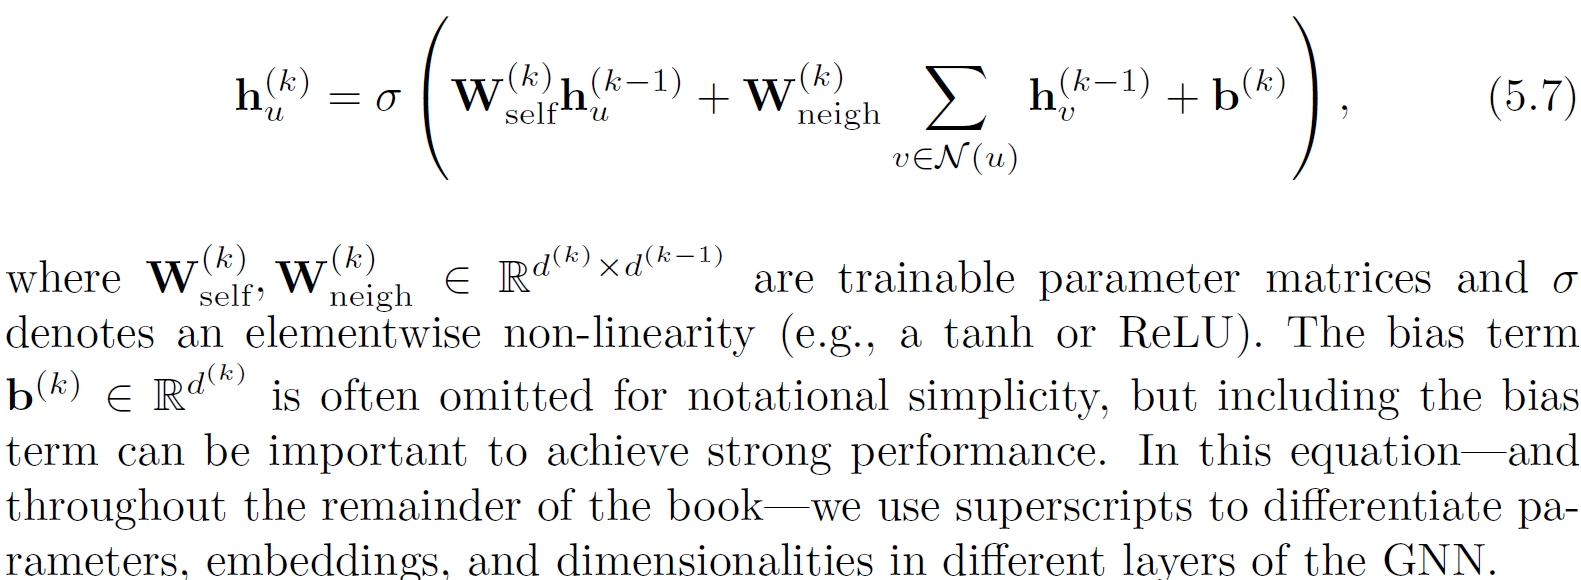 $$\mathbf{h}_u^{(k)} = \sigma\left(\mathbf{W}_{\text{self}}^{(k)}\mathbf{h}_u^{(k-1)} + \mathbf{W}_{\text{neigh}}^{(k)} \sum_{v\in\mathcal{N}(u)} \mathbf{h}_v^{(k-1)} + \mathbf{b}^{(k)}\right), \quad (5.7)$$
where $\mathbf{W}_{\text{self}}^{(k)}, \mathbf{W}_{\text{neigh}}^{(k)} \in \mathbb{R}^{d^{(k)}\times d^{(k-1)}}$ are trainable parameter matrices and $\sigma$
denotes an elementwise non-linearity (e.g., a tanh or ReLU). The bias term
$\mathbf{b}^{(k)} \in \mathbb{R}^{d^{(k)}}$ is often omitted for notational simplicity, but including the bias
term can be important to achieve strong performance. In this equation—and
throughout the remainder of the book—we use superscripts to differentiate pa-
rameters, embeddings, and dimensionalities in different layers of the GNN.